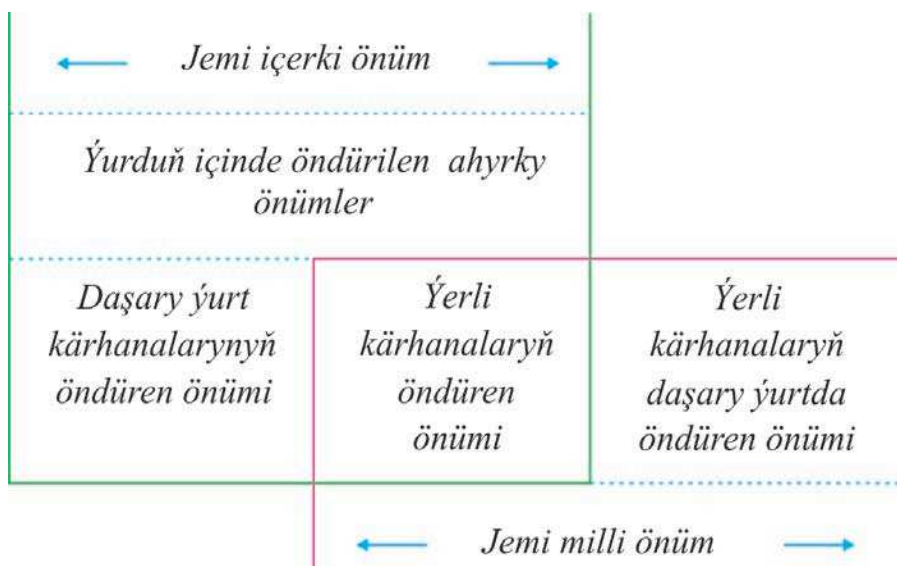 Jemi içerki önüm
Ýurduň içinde öndürilen ahyrky
önümler
Daşary ýurt
kärhanalarynyň
öndüren önümi
Ýerli
kärhanalaryň
öndüren
önümi
Ýerli
kärhanalaryň
daşary ýurtda
öndüren önümi
Jemi milli önüm